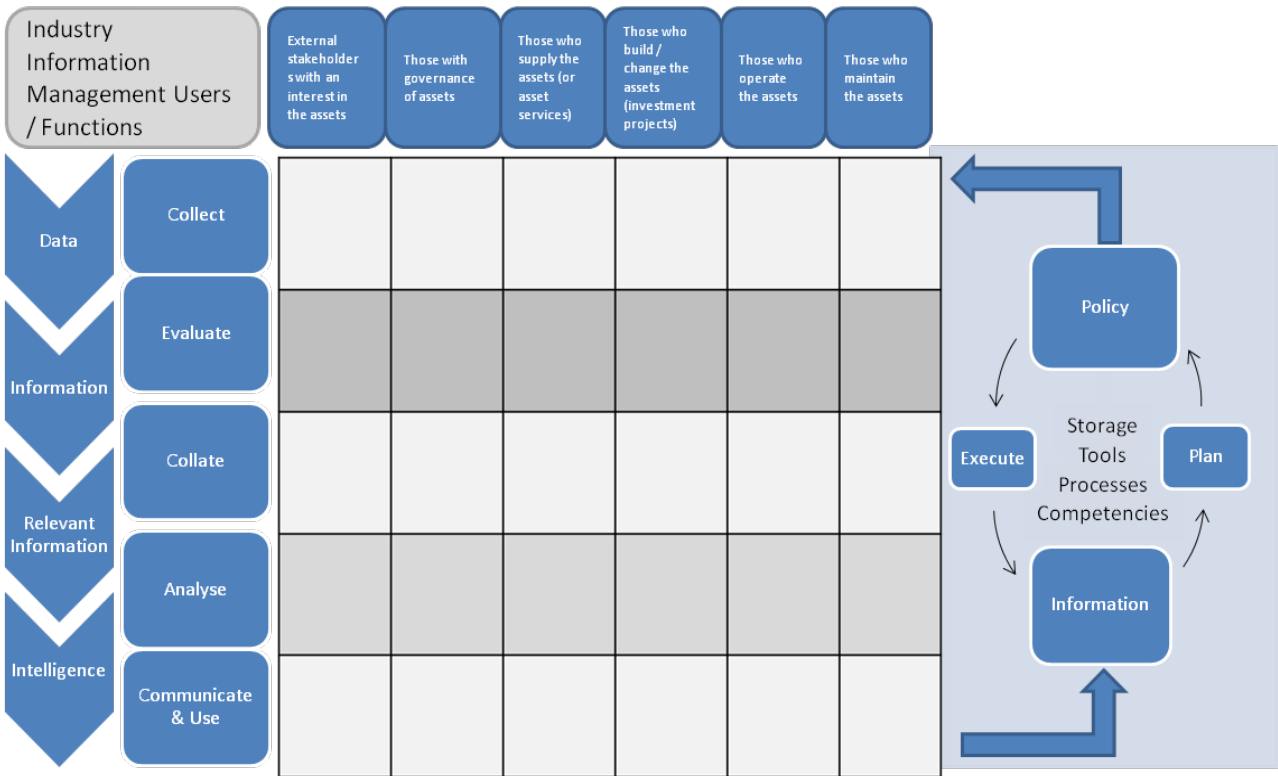 Industry
Information
Management Users
/ Functions
External
stakeholder
s with an
interest in
the assets
Those with
governance
of assets
Those who
supply the
assets (or
asset
services)
Those who
build /
change the
assets
(investment
projects)
Those who
operate
the assets
Those who
maintain
the assets
Data
Information
Relevant
Information
Intelligence
Collect
Evaluate
Collate
Analyse
Communicate
& Use
Policy
Execute
Storage
Tools
Processes
Competencies
Plan
Information